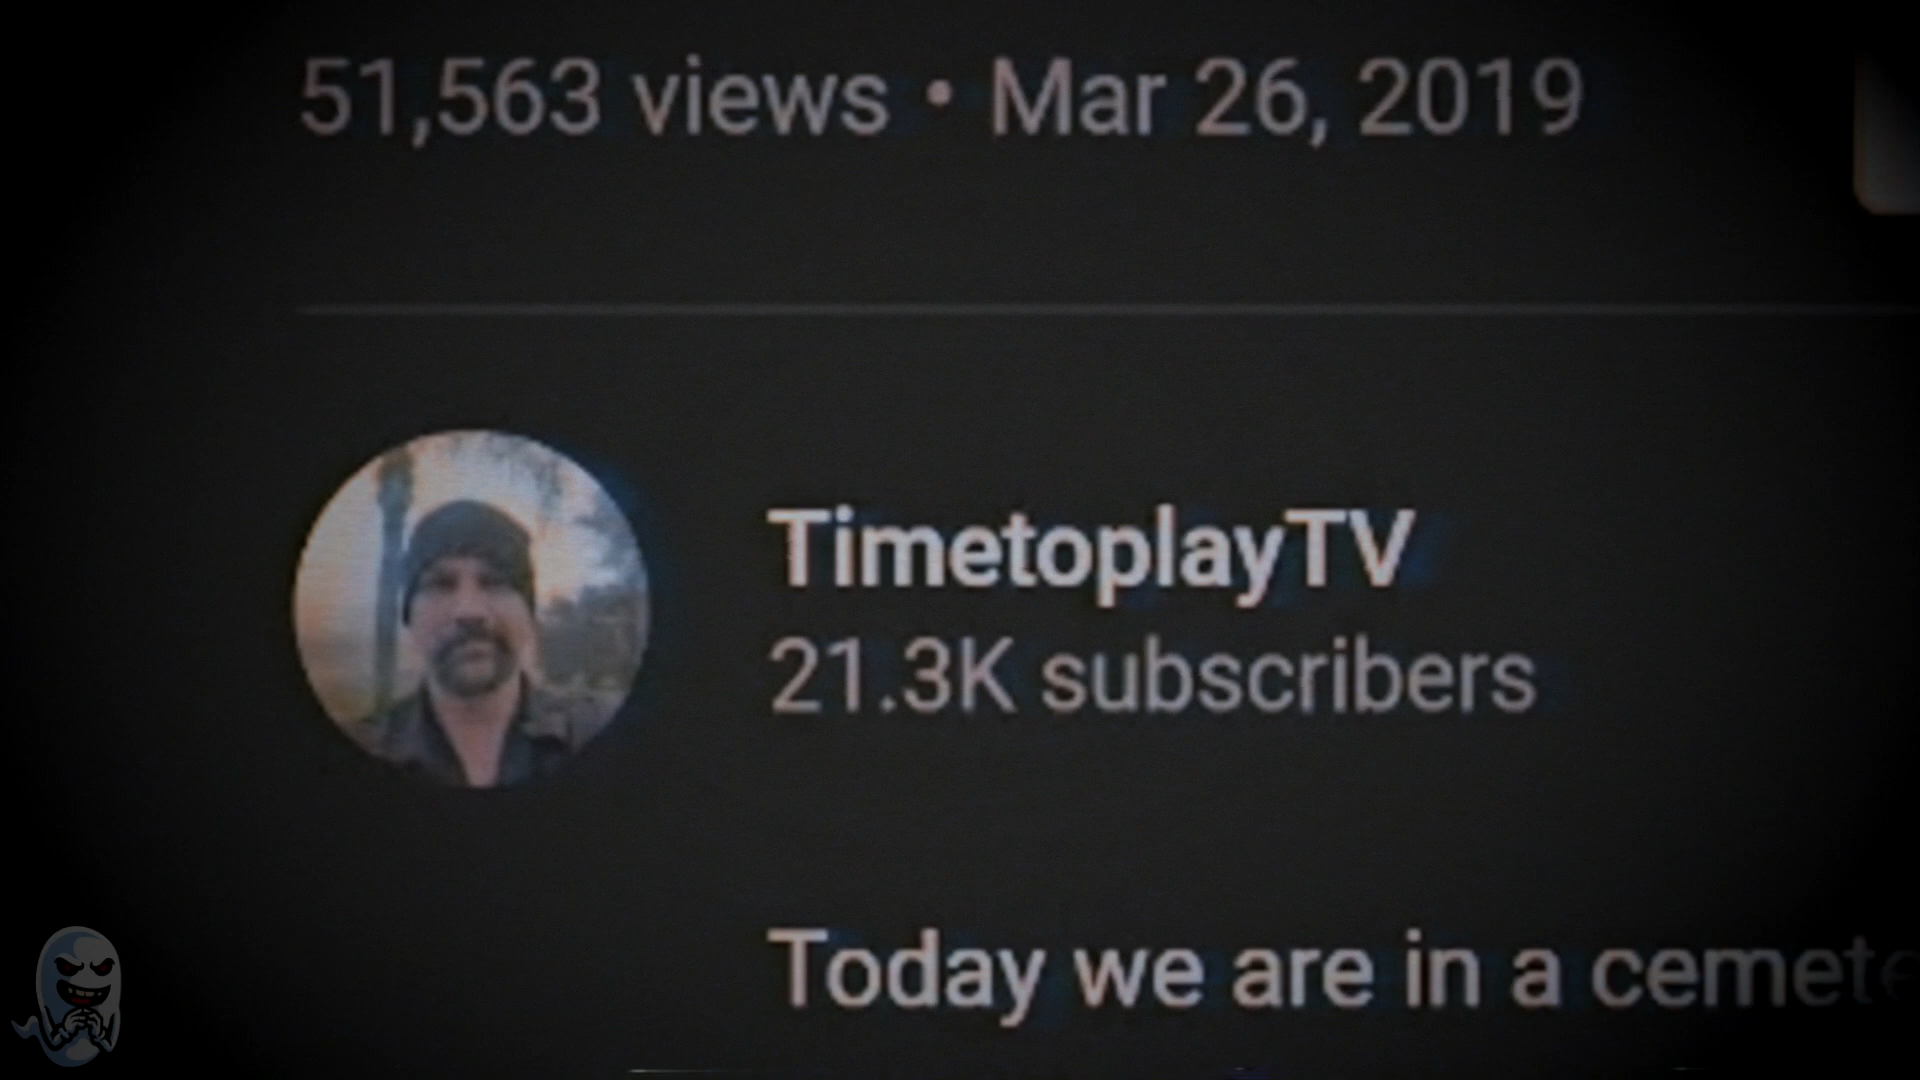 51,563 views • Mar 26, 2019
TimetoplayTV
21.3K subscribers
Today we are in a